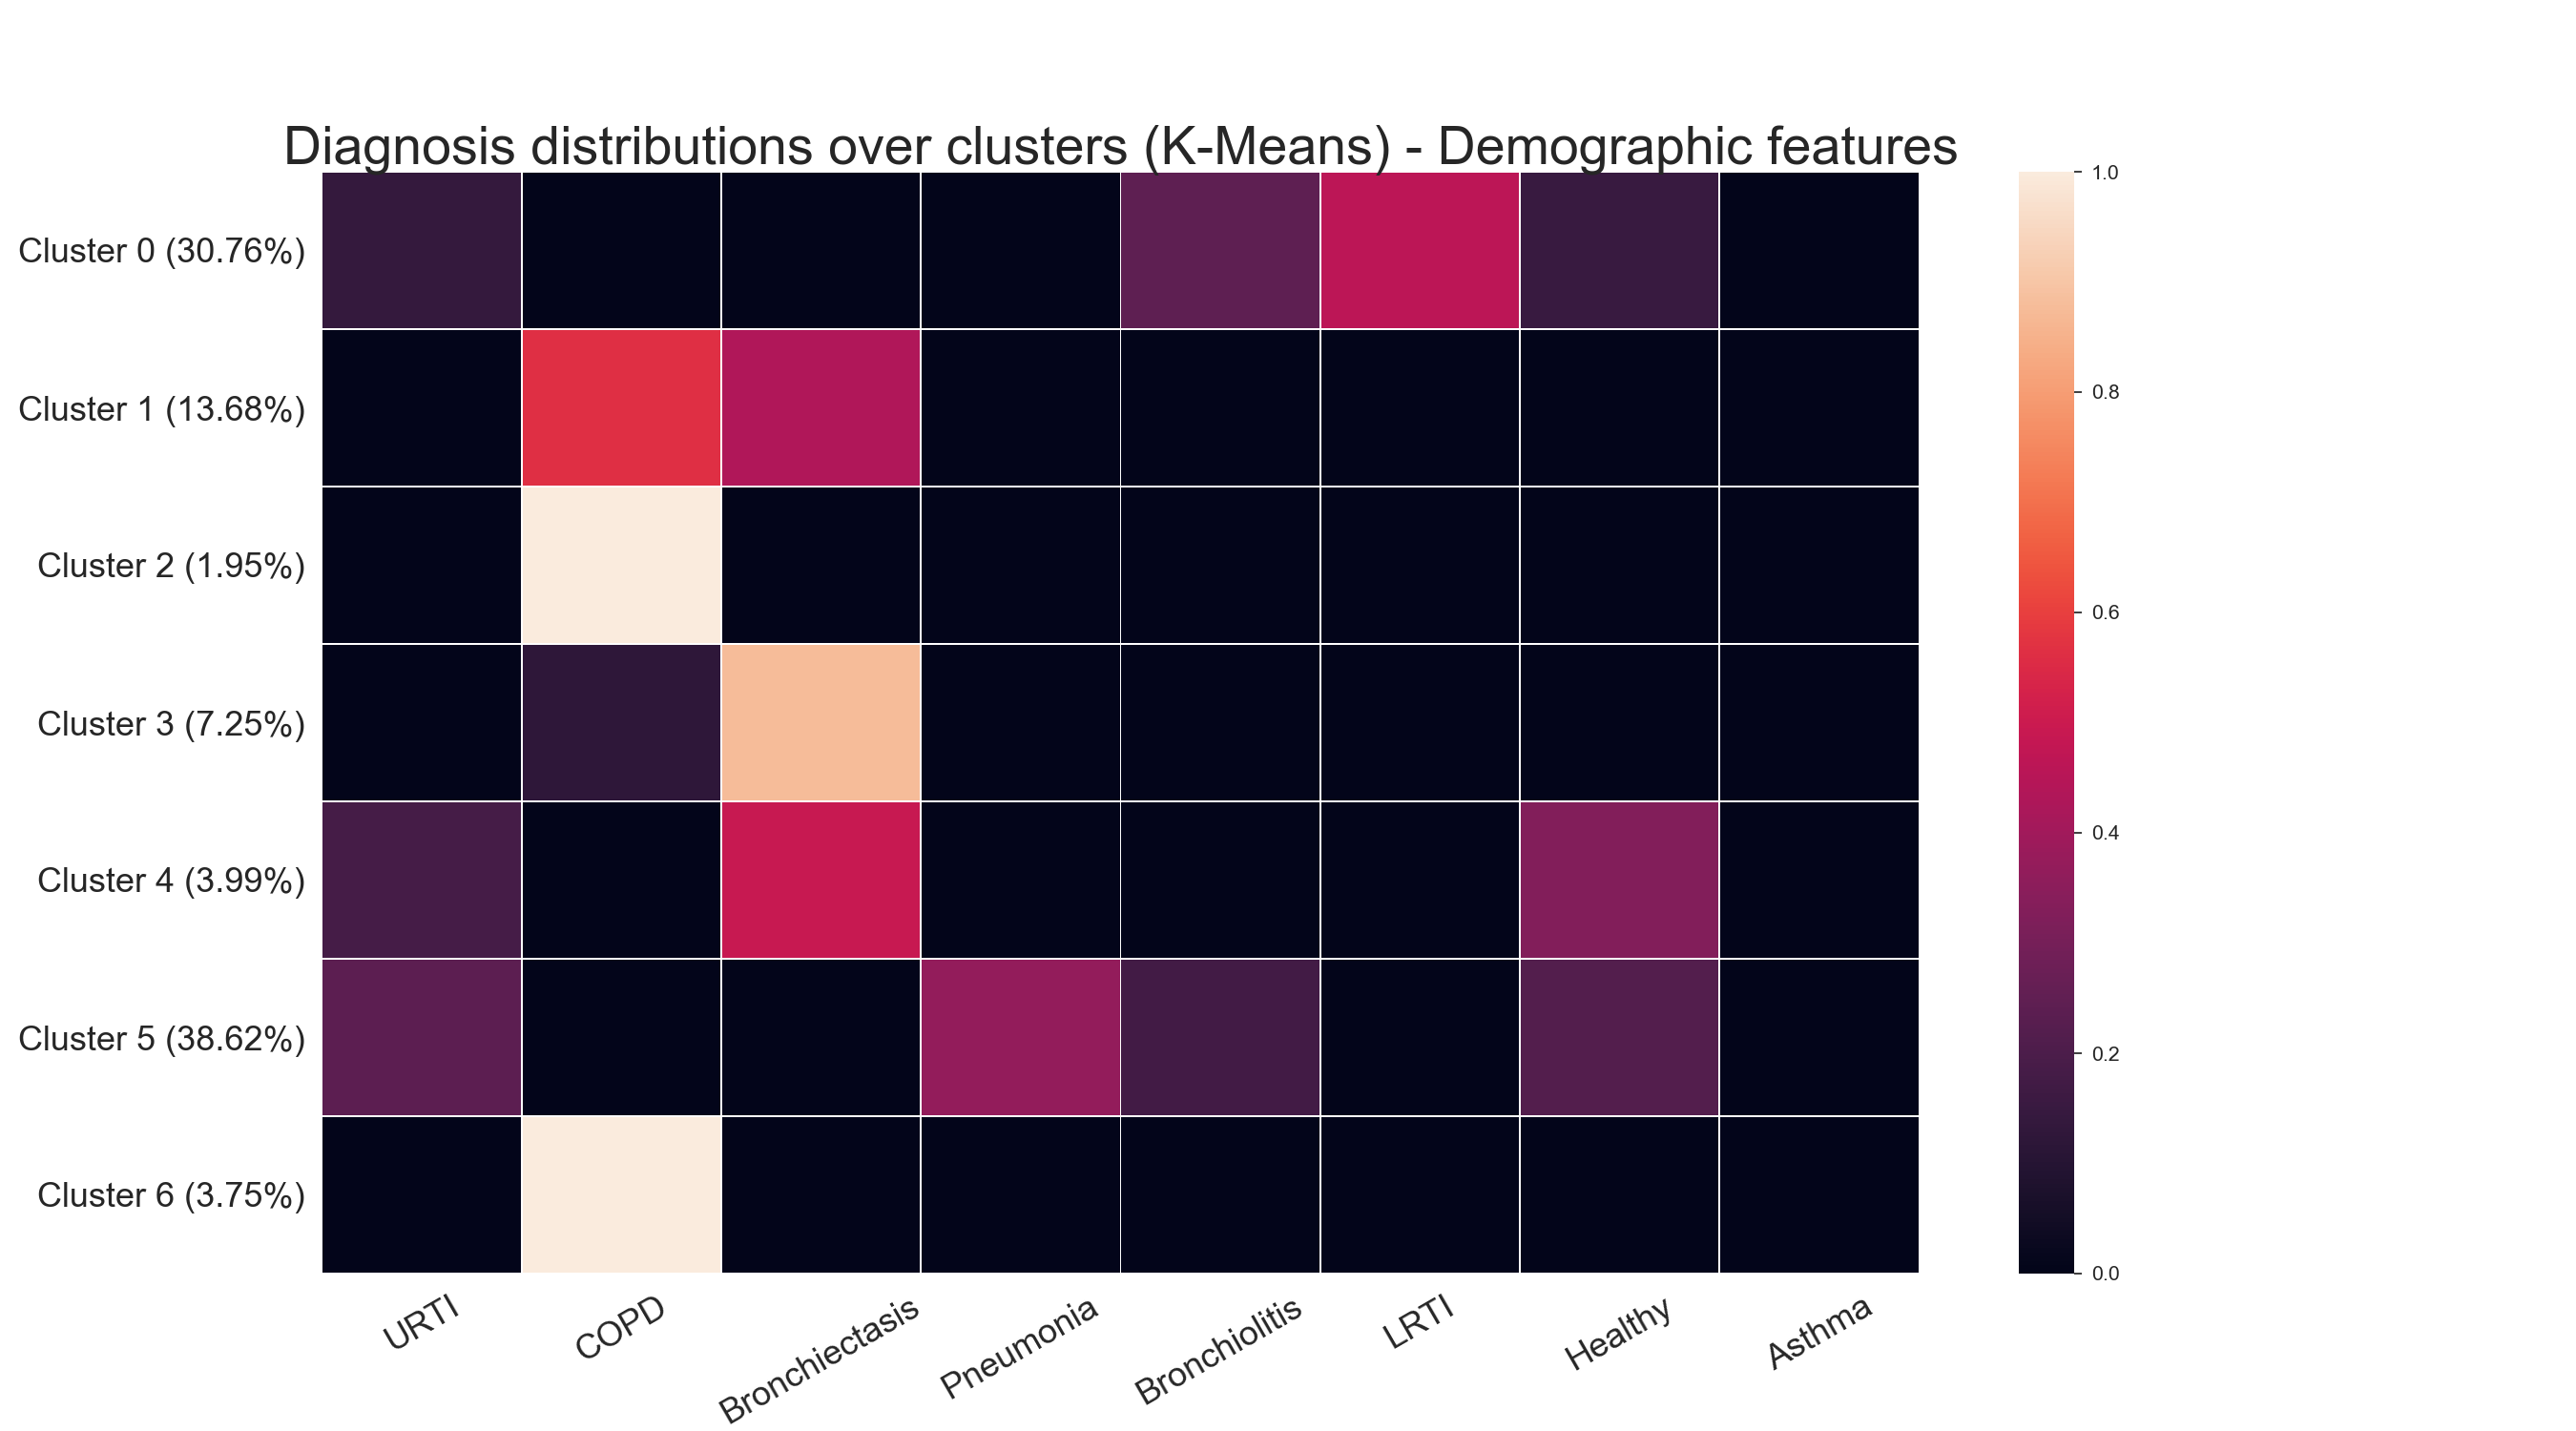 Diagnosis distributions over clusters (K-Means) - Demographic features
Cluster 0 (30.76%)
Cluster 1 (13.68%)
Cluster 2 (1.95%)
Cluster 3 (7.25%)
Cluster 4 (3.99%)
Cluster 5 (38.62%)
Cluster 6 (3.75%)
URTI
COPD
Bronchiectasis
Pneumonia
Bronchiolitis
LRTI
Healthy
Asthma
1.0
0.8
0.6
0.4
0.2
0.0